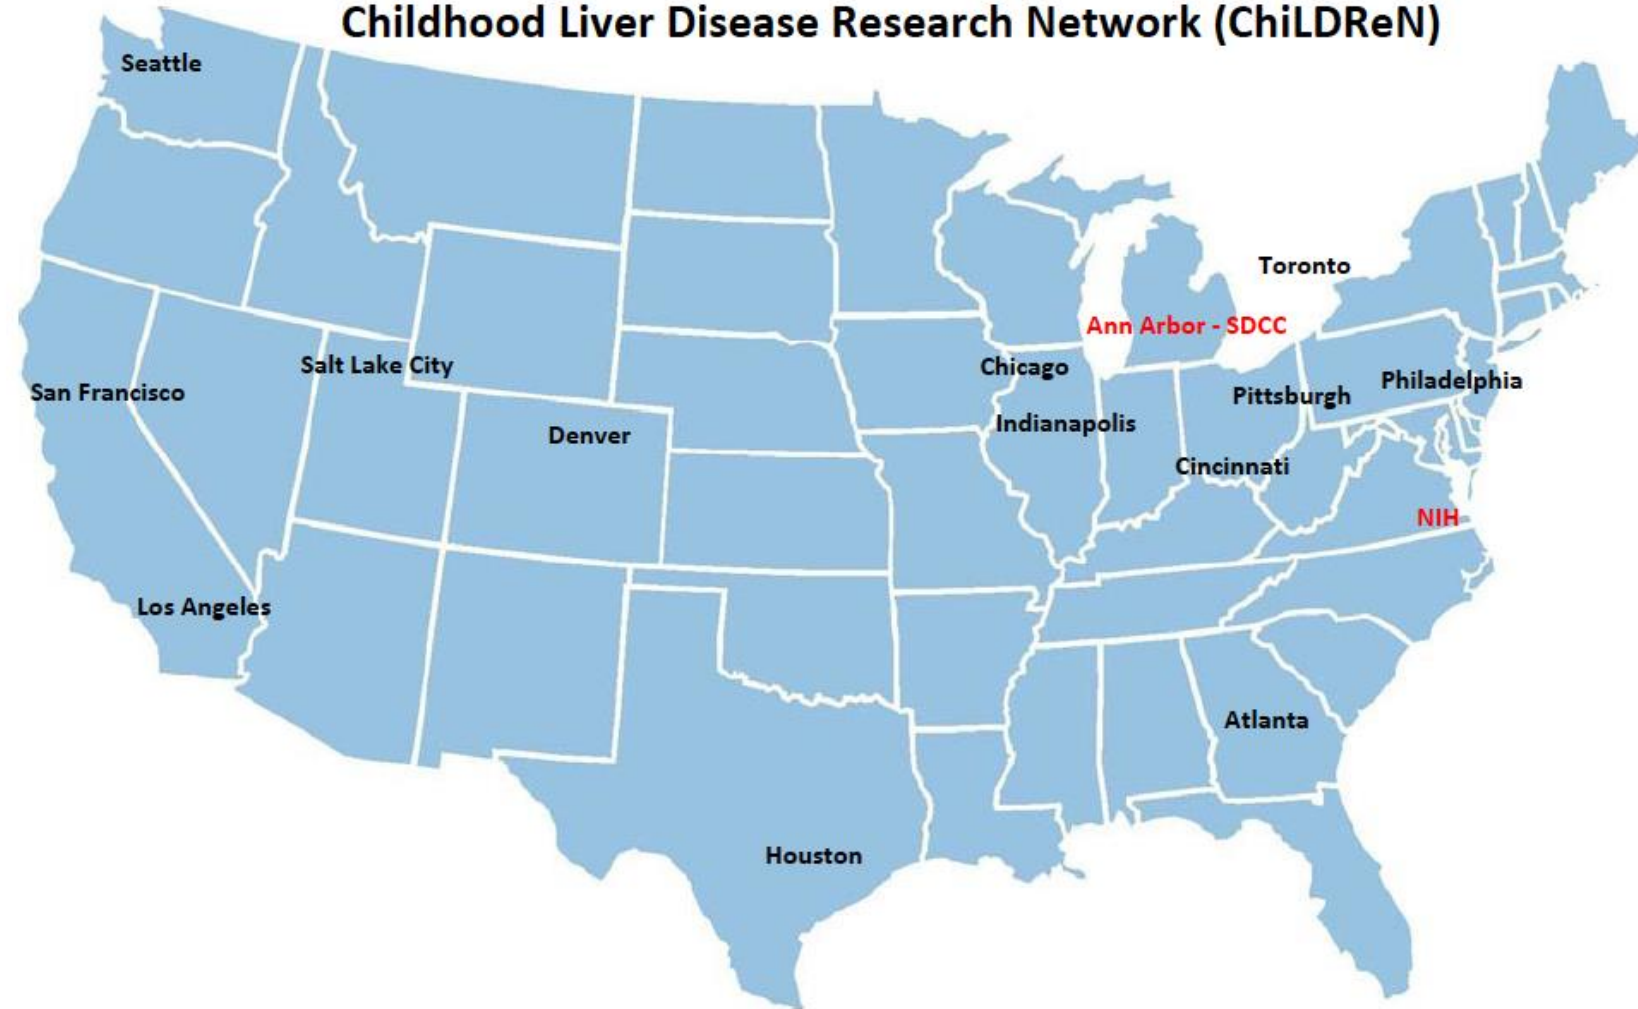 Childhood Liver Disease Research Network (ChiLDReN)
Seattle
Toronto
Ann Arbor - SDCC
Salt Lake City
Chicago
San Francisco
Pittsburgh
Philadelphia
Indianapolis
Denver
Cincinnati
NIH
Los Angeles
Atlanta
Houston